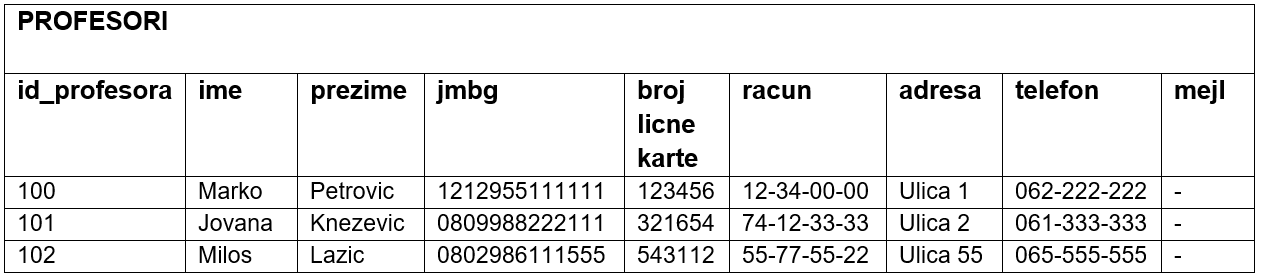 PROFESORI
id_profesora ime prezime jmbg broj licne karte racun adresa telefon mejl
100 Marko Petrovic 1212955111111 123456 12-34-00-00 Ulica 1 062-222-222 -
101 Jovana Knezevic 0809988222111 321654 74-12-33-33 Ulica 2 061-333-333 -
102 Milos Lazic 0802986111555 543112 55-77-55-22 Ulica 55 065-555-555 -